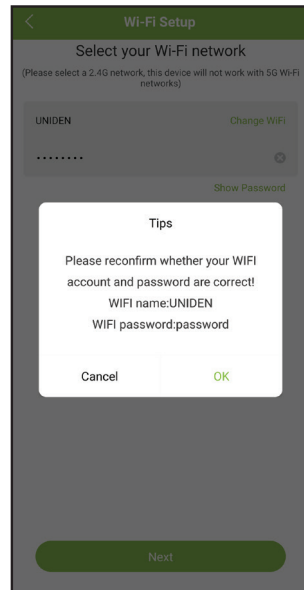 Wi-Fi Setup
Select your Wi-Fi network
(Please select a 2.4G network, this device will not work with 5G Wi-Fi
networks)
UNIDEN Change WiFi
········
Show Password
Tips
Please reconfirm whether your WIFI
account and password are correct!
WIFI name:UNIDEN
WIFI password:password
Cancel OK
Next